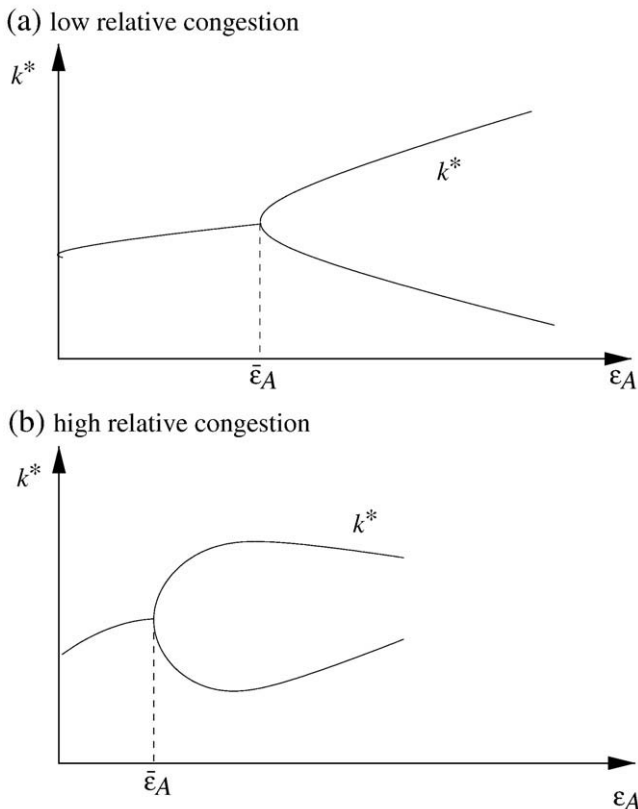 (a) low relative congestion
k*
k*
ε̄A
εA
(b) high relative congestion
k*
k*
ε̄A
εA